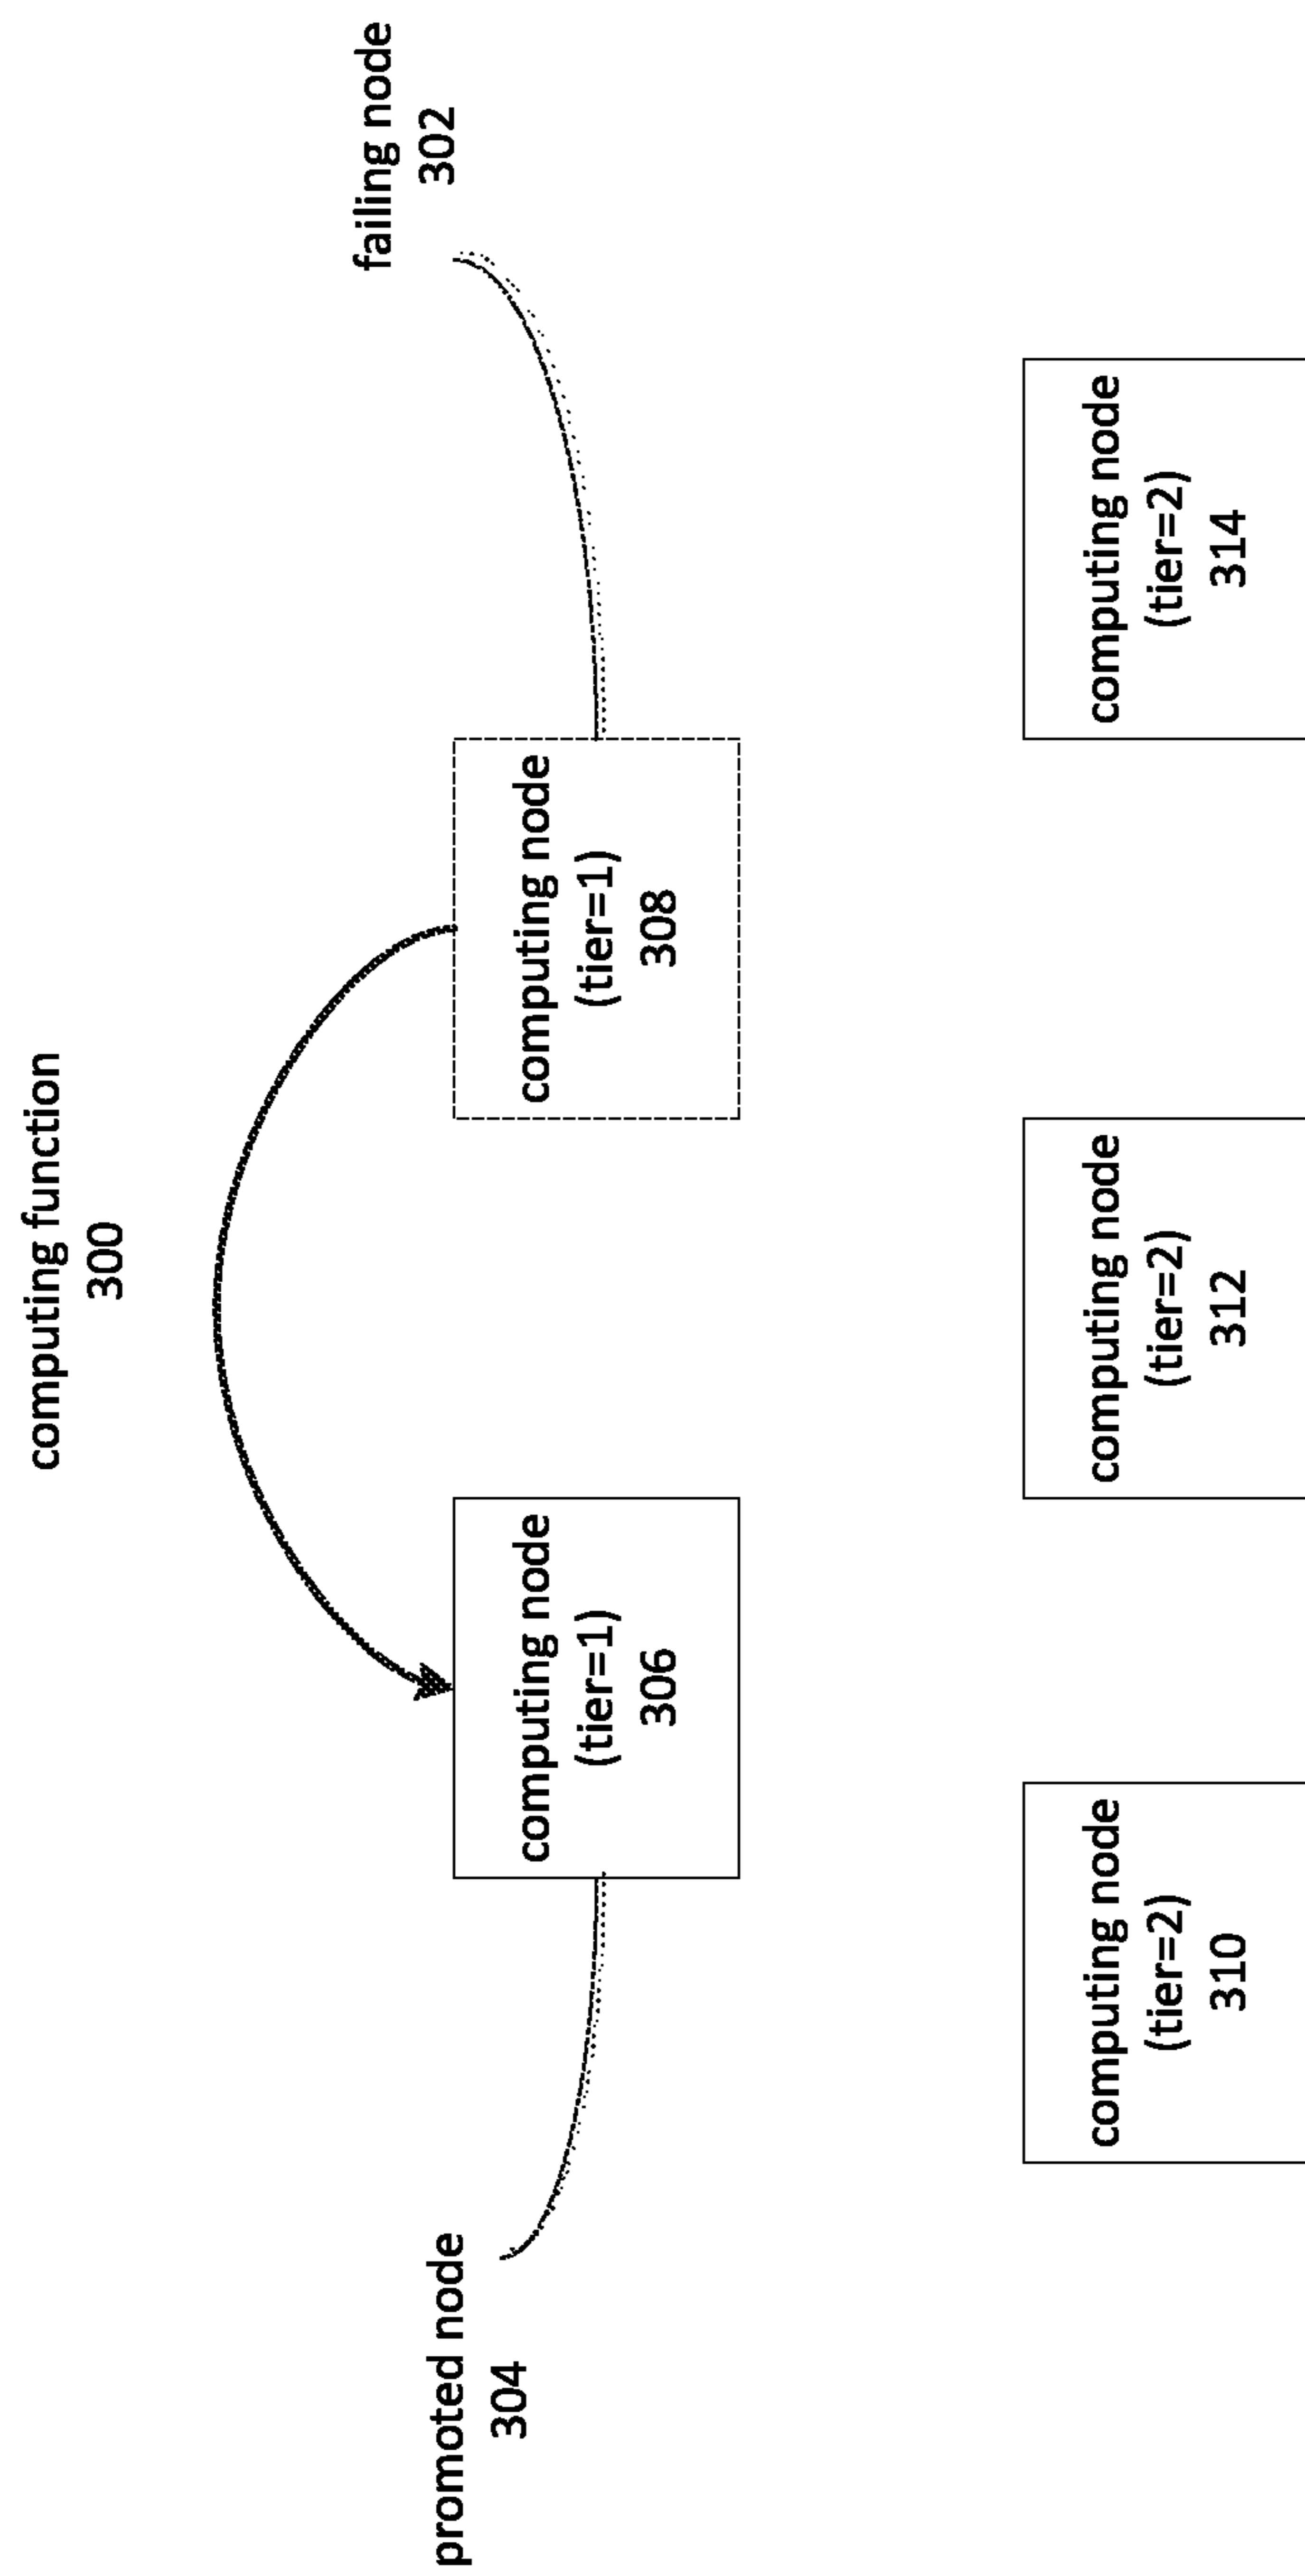 computing function
300
failing node
302
promoted node
304
computing node
(tier=1)
306
computing node
(tier=1)
308
computing node
(tier=2)
310
computing node
(tier=2)
312
computing node
(tier=2)
314